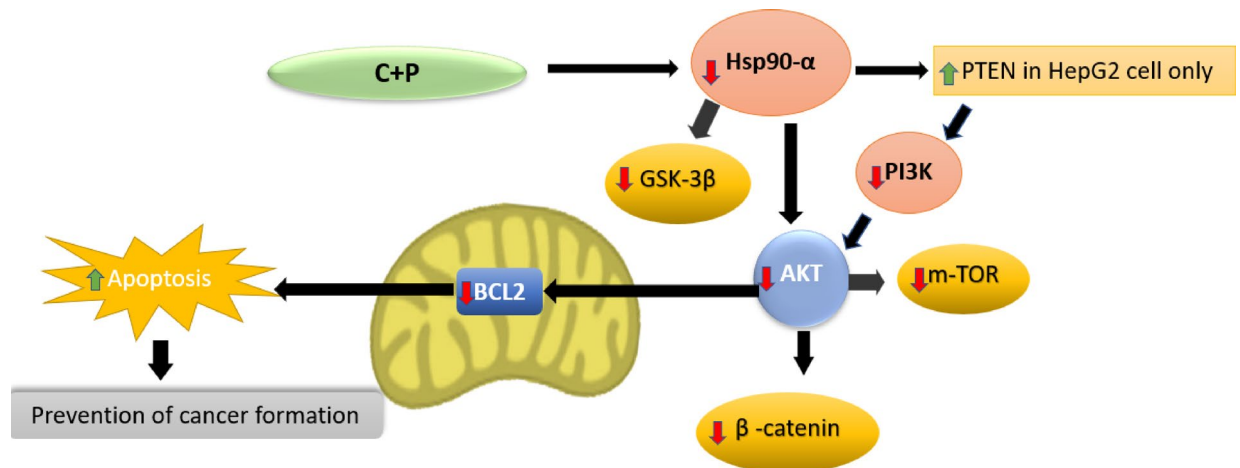 C+P
Hsp90-α
PTEN in HepG2 cell only
GSK-3β
PI3K
Apoptosis
BCL2
AKT
m-TOR
Prevention of cancer formation
β -catenin